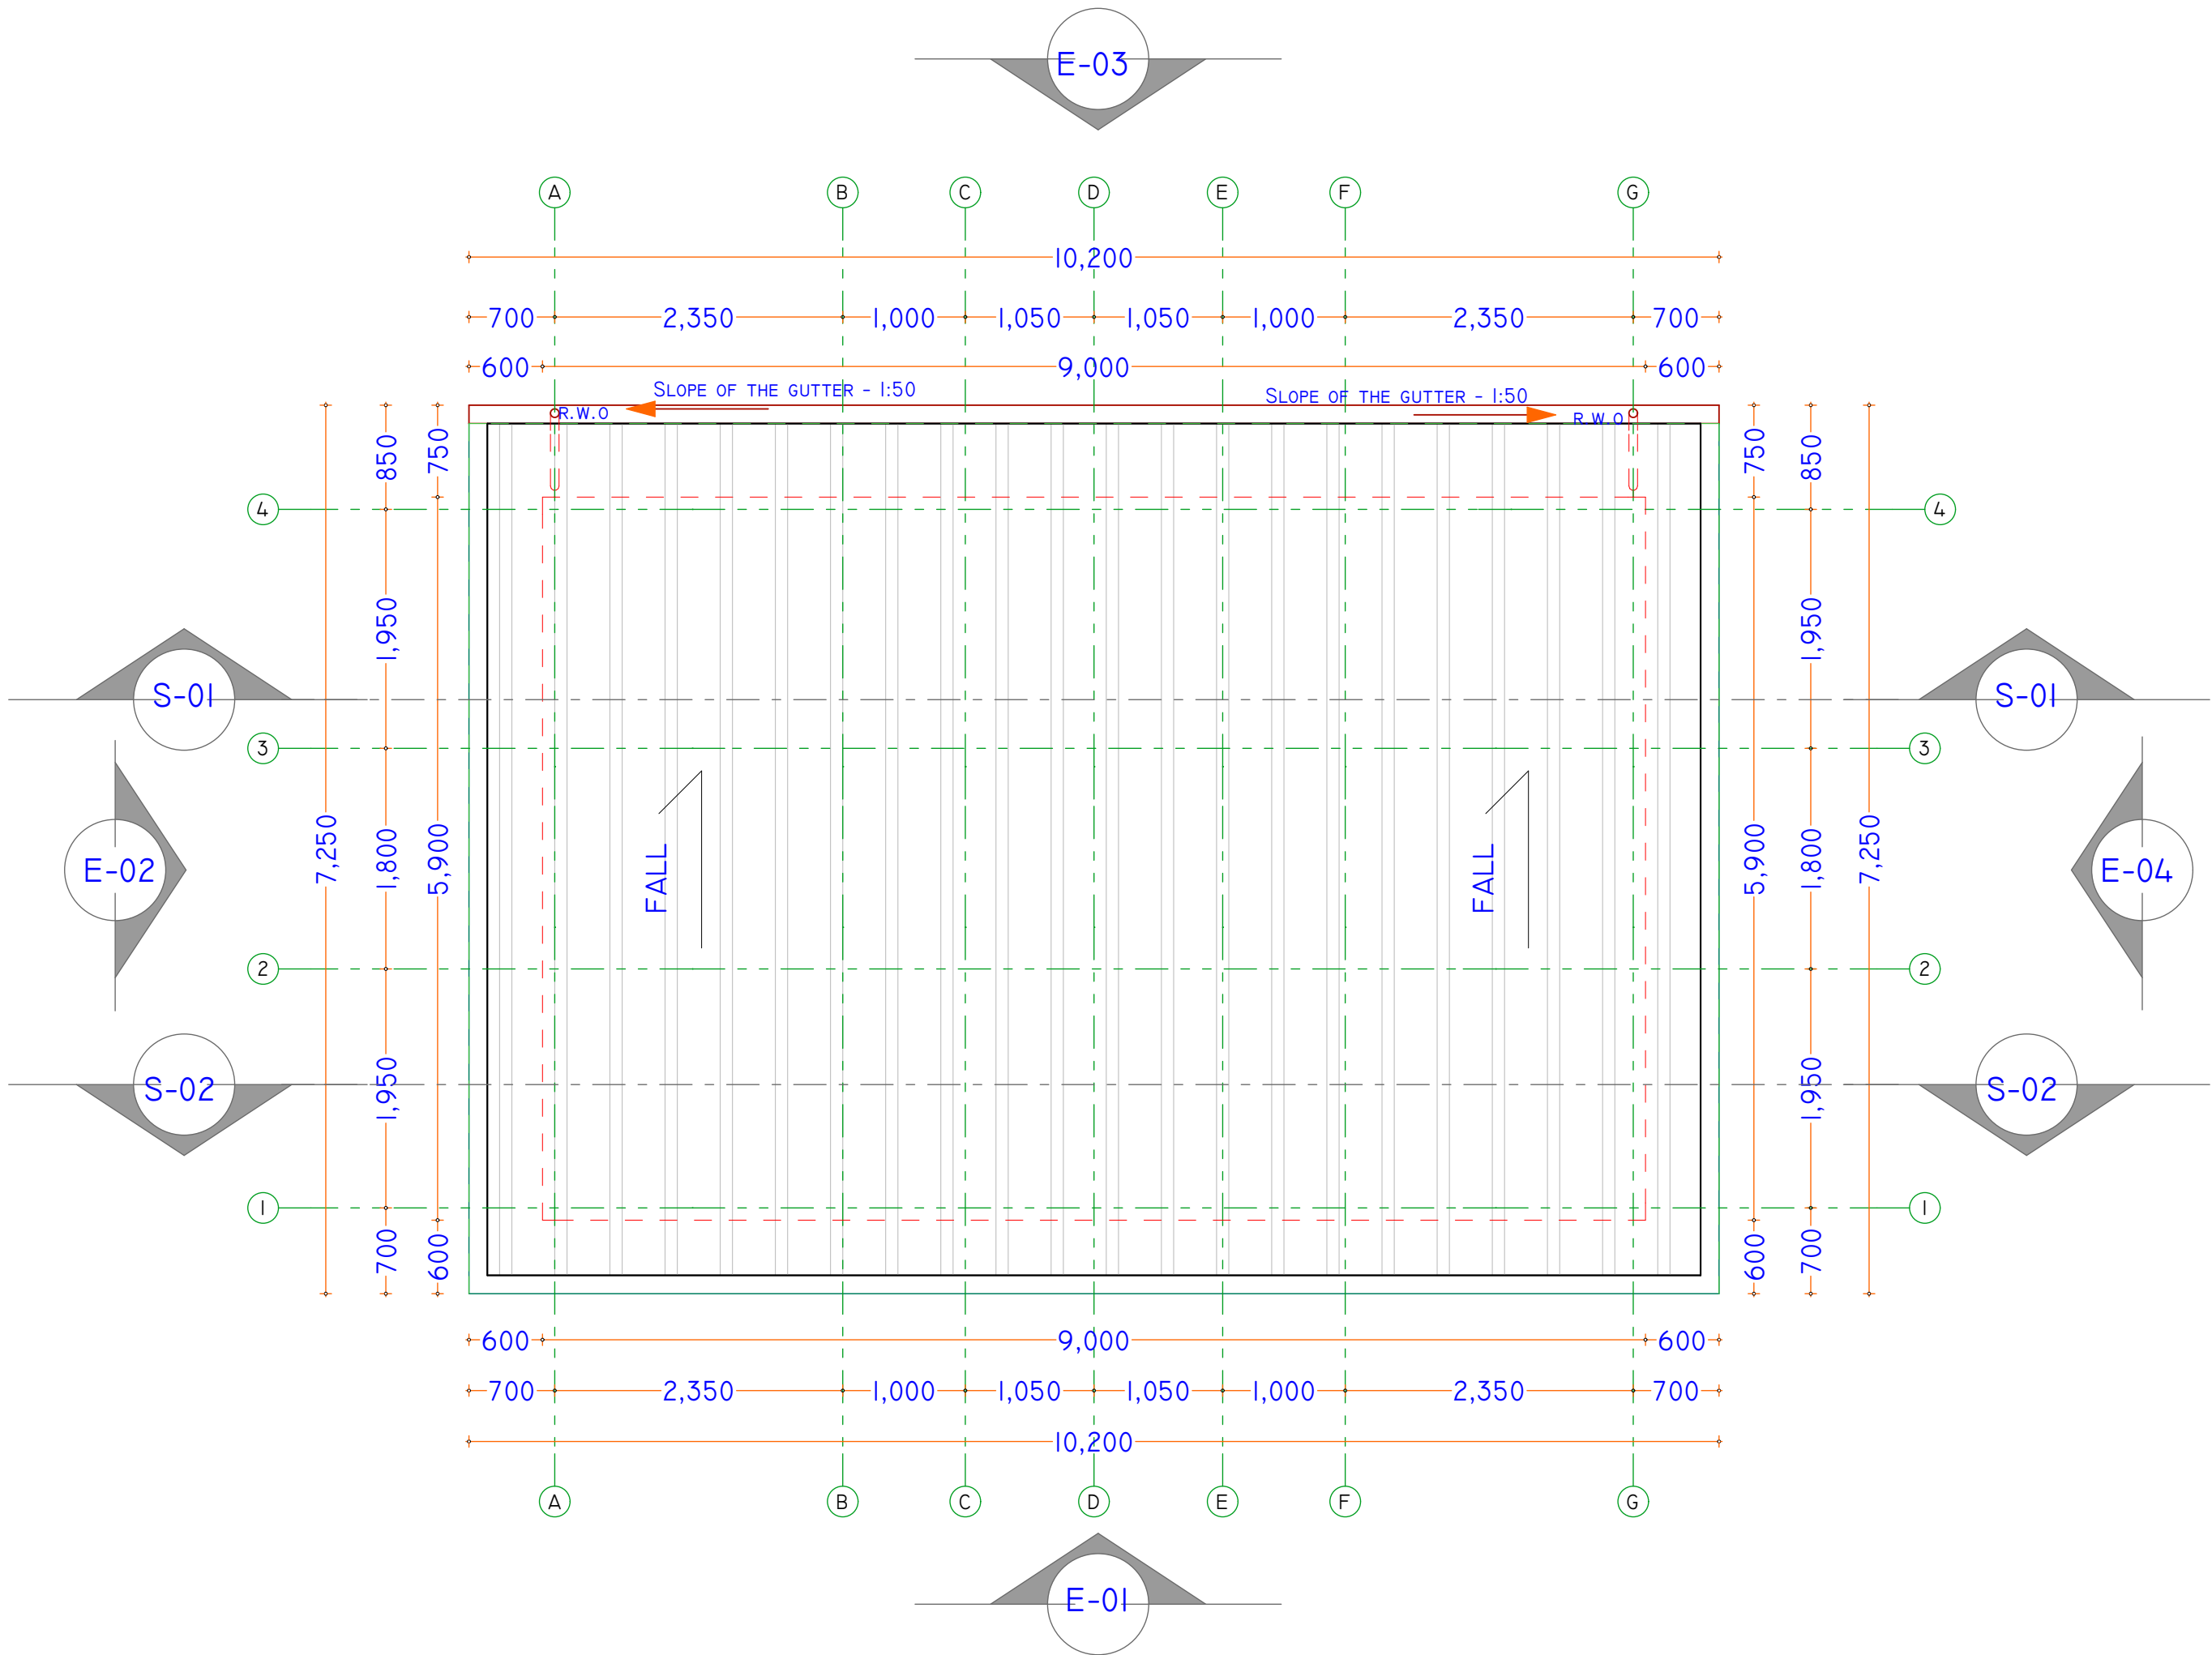 E-03
A B C D E F G
10,200
700 2,350 1,000 1,050 1,050 1,000 2,350 700
600 9,000 600
Slope of the gutter - 1:50
Slope of the gutter - 1:50
R.W.O
R.W.O
850 750 750 850
4 4
1,950 1,950
S-01 S-01
3 3
7,250 1,800 5,900 5,900 1,800 7,250
FALL FALL
E-02 E-04
2 2
1,950 1,950
S-02 S-02
1 1
700 600 600 700
600 9,000 600
700 2,350 1,000 1,050 1,050 1,000 2,350 700
10,200
A B C D E F G
E-01